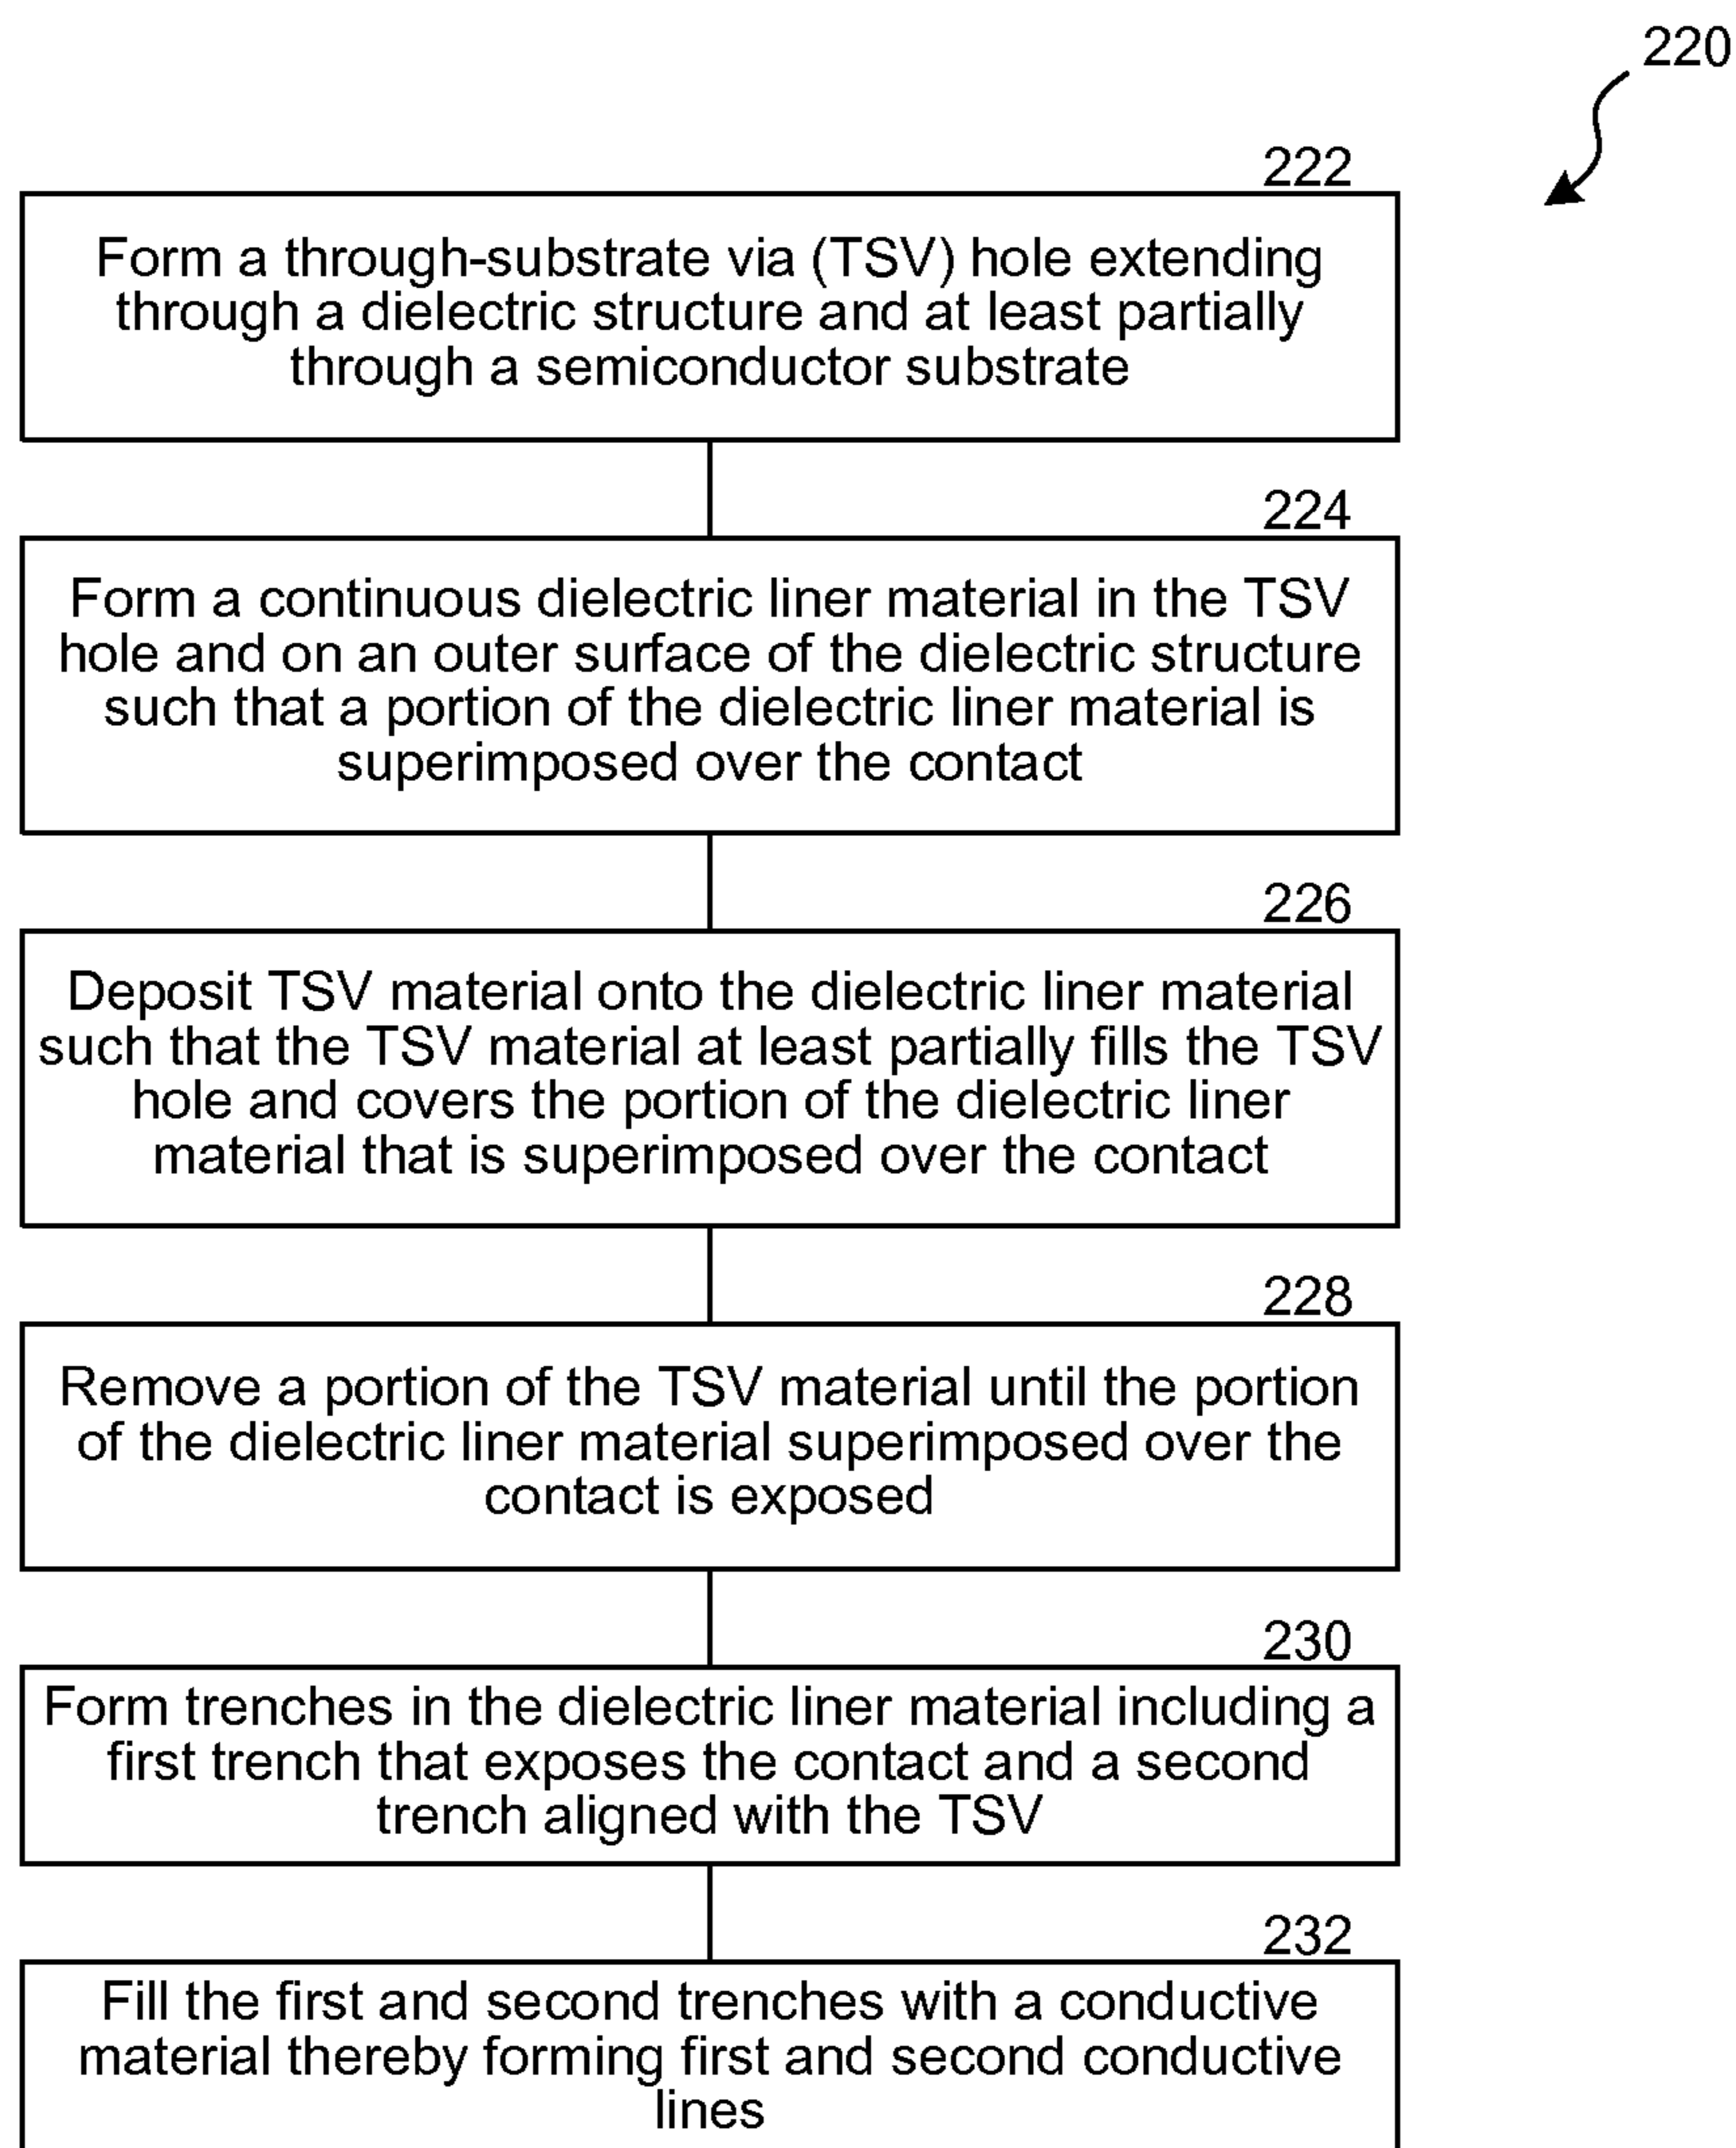 220
222
Form a through-substrate via (TSV) hole extending
through a dielectric structure and at least partially
through a semiconductor substrate
224
Form a continuous dielectric liner material in the TSV
hole and on an outer surface of the dielectric structure
such that a portion of the dielectric liner material is
superimposed over the contact
226
Deposit TSV material onto the dielectric liner material
such that the TSV material at least partially fills the TSV
hole and covers the portion of the dielectric liner
material that is superimposed over the contact
228
Remove a portion of the TSV material until the portion
of the dielectric liner material superimposed over the
contact is exposed
230
Form trenches in the dielectric liner material including a
first trench that exposes the contact and a second
trench aligned with the TSV
232
Fill the first and second trenches with a conductive
material thereby forming first and second conductive
lines